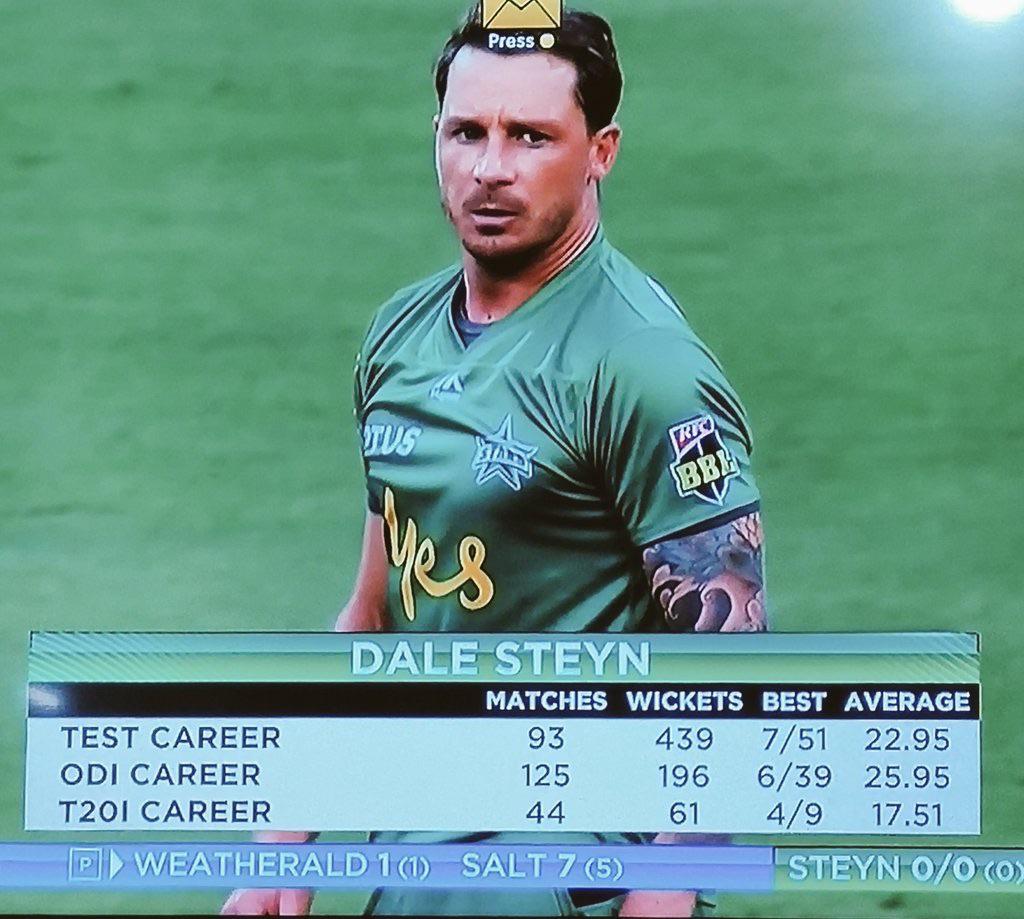 Press
KFC
BBL
Yes
DALE STEYN
MATCHES WICKETS BEST AVERAGE
TEST CAREER 93 439 7/51 22.95
ODI CAREER 125 196 6/39 25.95
T20I CAREER 44 61 4/9 17.51
P WEATHERALD 1 (1) SALT 7 (5) STEYN 0/0 (0)